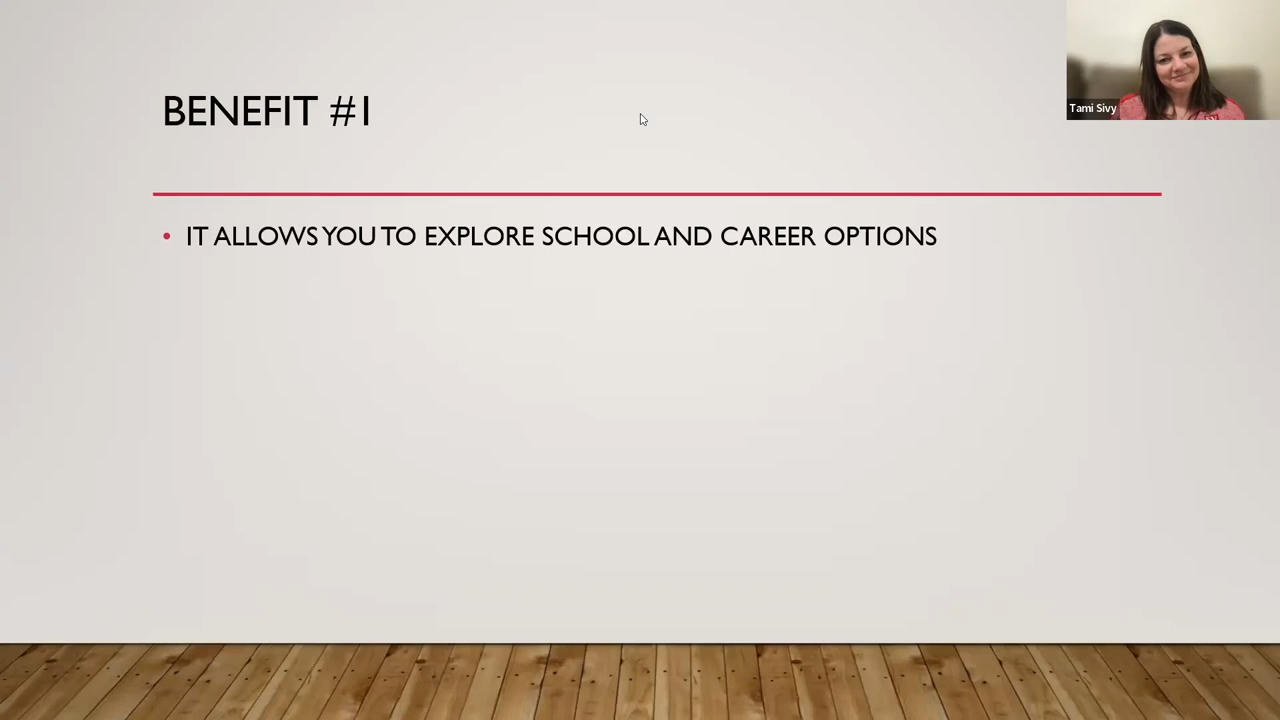 BENEFIT #1
Tami Sivy
• IT ALLOWS YOU TO EXPLORE SCHOOL AND CAREER OPTIONS